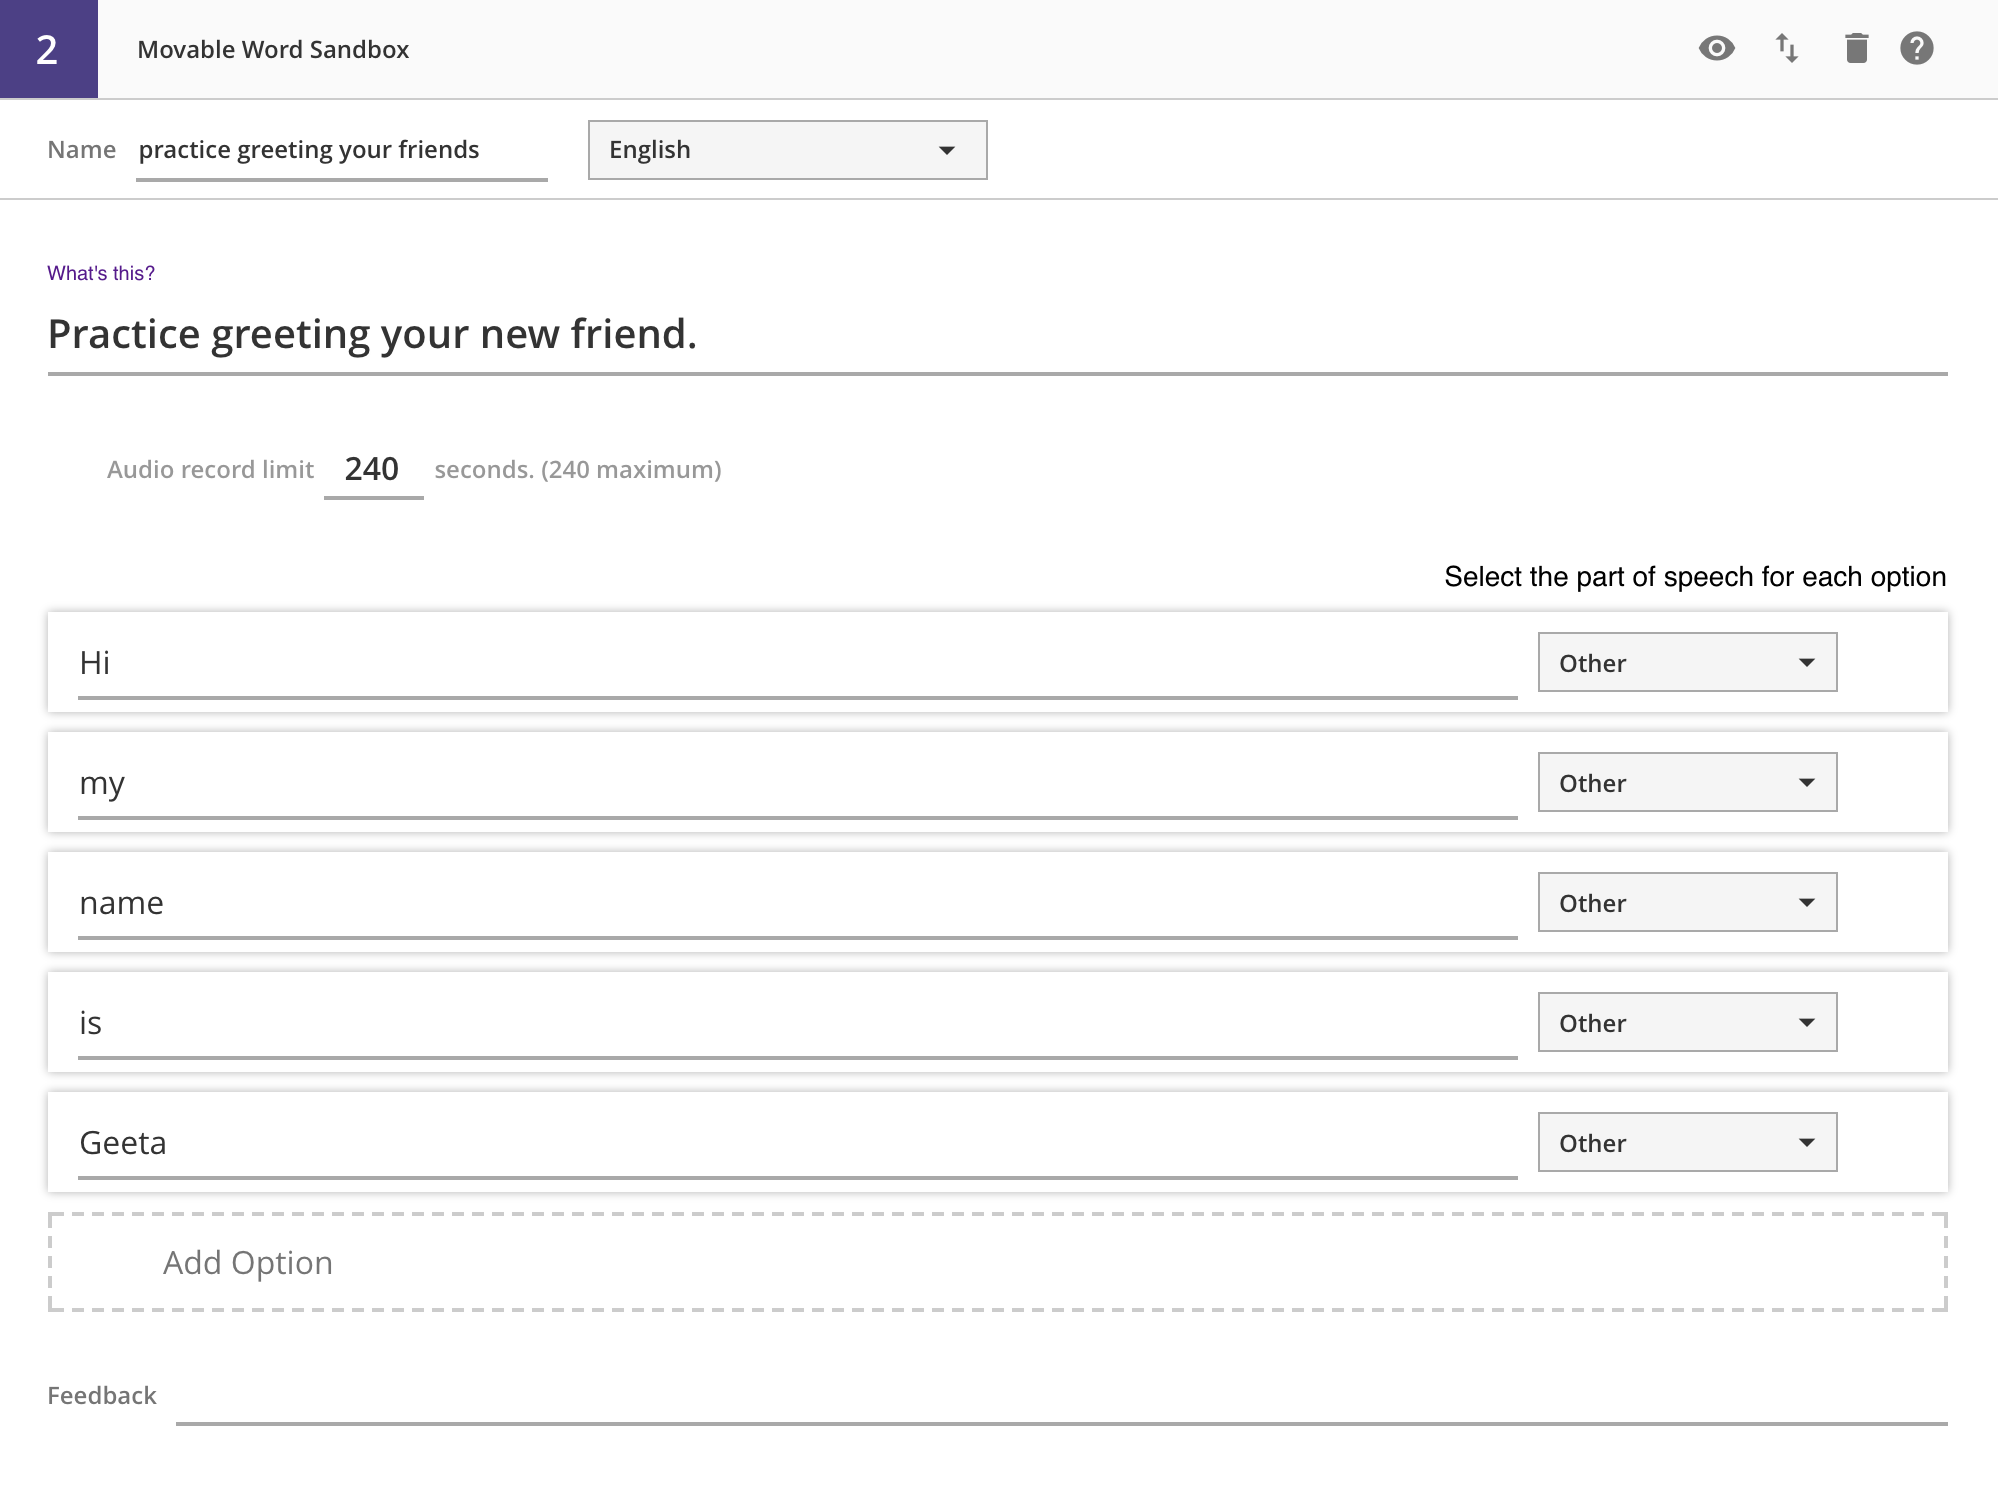 2 Movable Word Sandbox
Name practice greeting your friends English
What's this?
Practice greeting your new friend.
Audio record limit 240 seconds. (240 maximum)
Select the part of speech for each option
Hi Other
my Other
name Other
is Other
Geeta Other
Add Option
Feedback